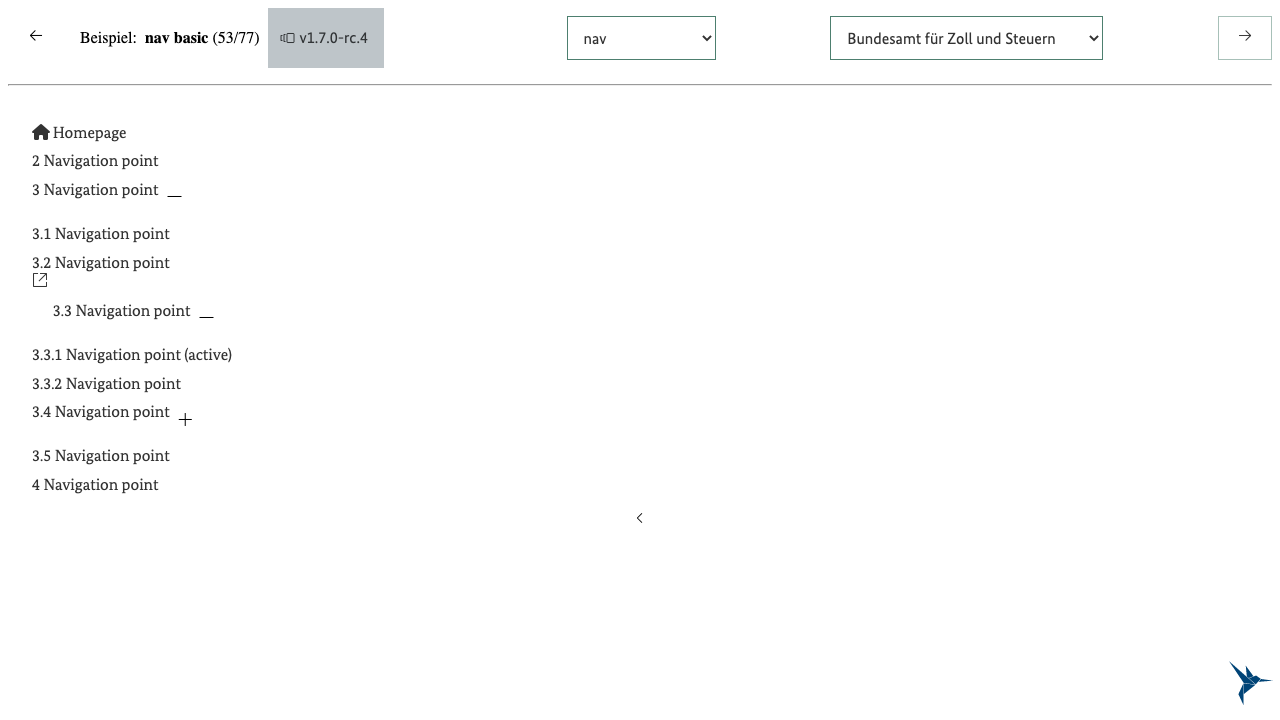 Beispiel: nav basic (53/77) v1.7.0-rc.4 nav Bundesamt für Zoll und Steuern
Homepage
2 Navigation point
3 Navigation point
3.1 Navigation point
3.2 Navigation point
3.3 Navigation point
3.3.1 Navigation point (active)
3.3.2 Navigation point
3.4 Navigation point
3.5 Navigation point
4 Navigation point